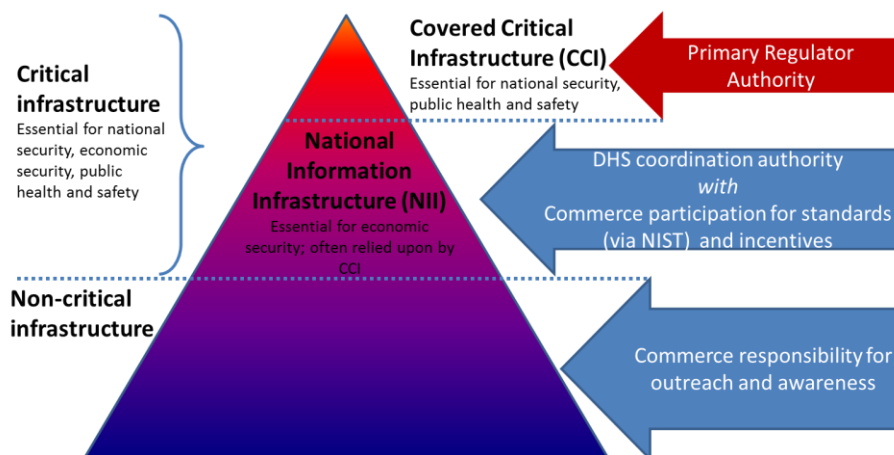 Critical
infrastructure
Essential for national
security, economic
security, public
health and safety
Non-critical
infrastructure
National
Information
Infrastructure (NII)
Essential for economic
security; often relied upon by
CCI
Covered Critical
Infrastructure (CCI)
Essential for national security,
public health and safety
Primary Regulator
Authority
DHS coordination authority
with
Commerce participation for standards
(via NIST) and incentives
Commerce responsibility for
outreach and awareness